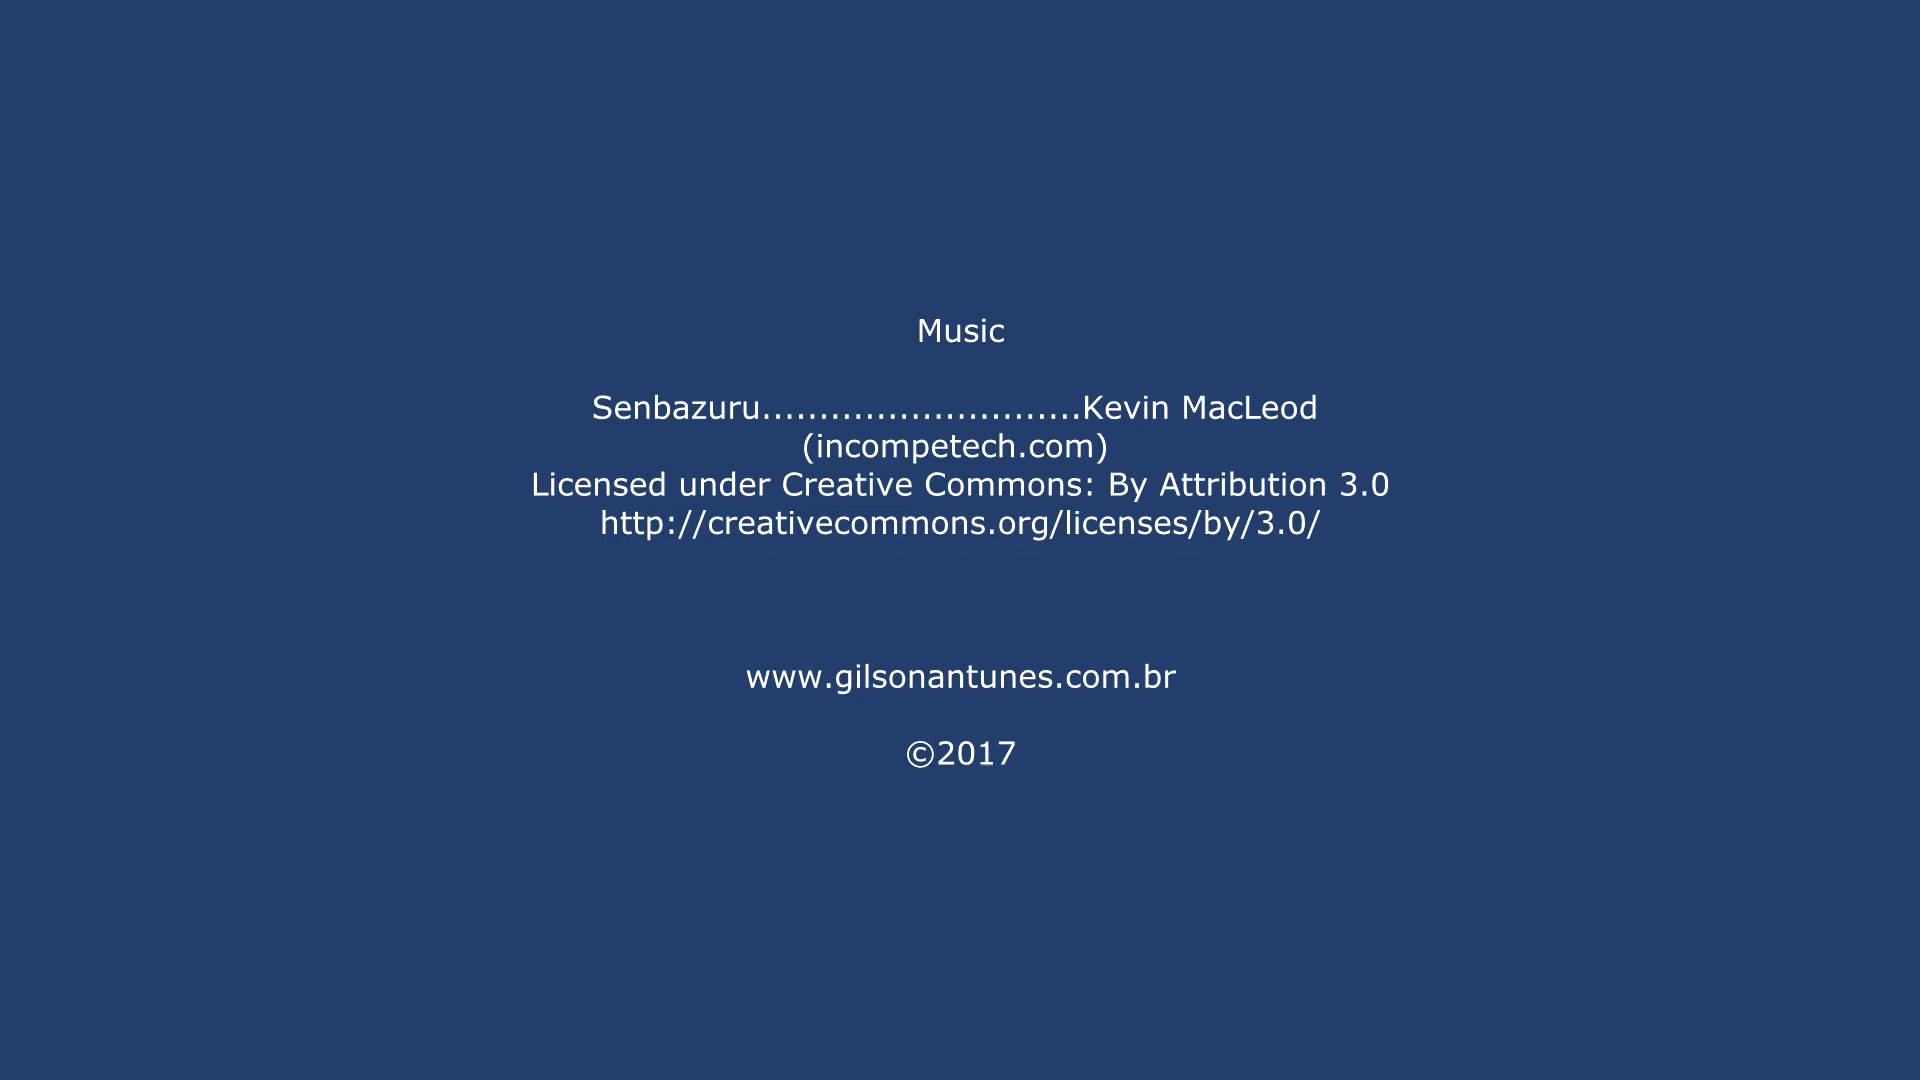 Music
Senbazuru............................Kevin MacLeod
(incompetech.com)
Licensed under Creative Commons: By Attribution 3.0
http://creativecommons.org/licenses/by/3.0/
www.gilsonantunes.com.br
©2017